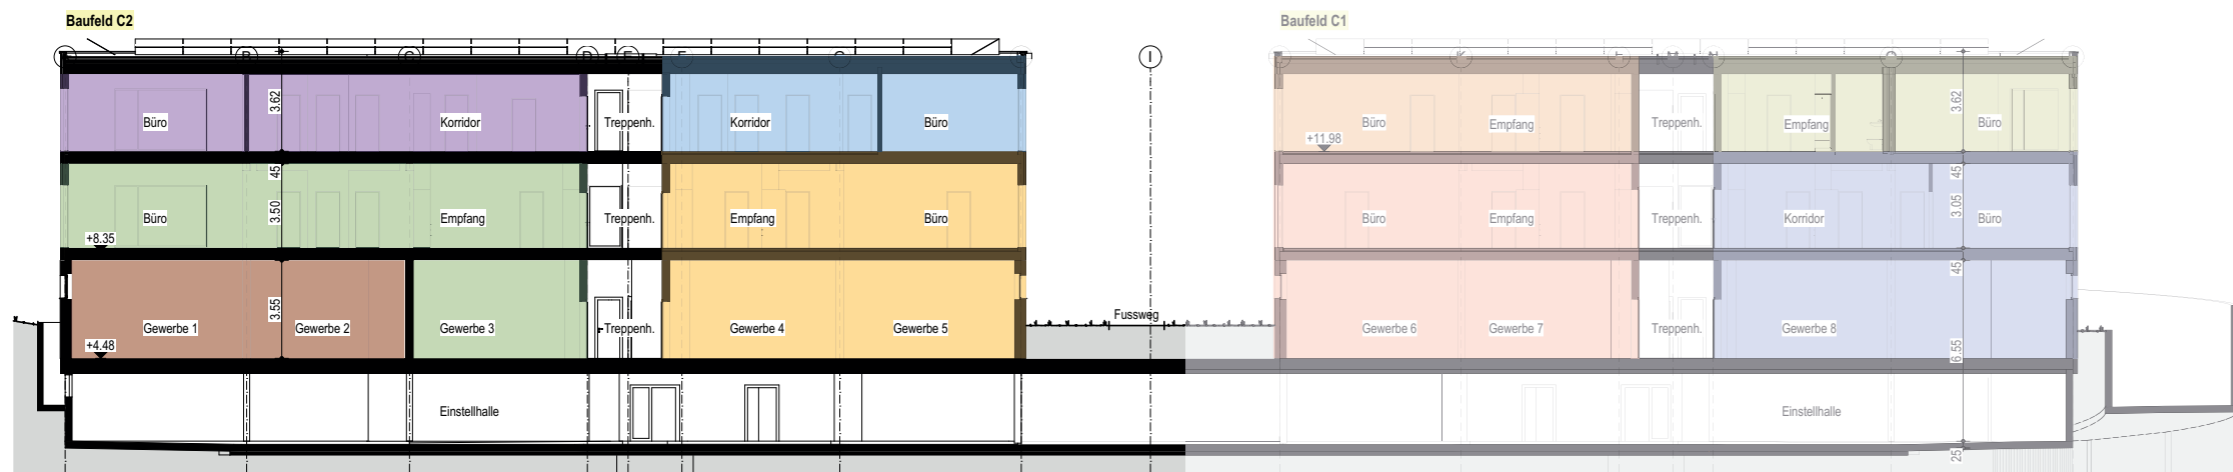 Baufeld C2
Baufeld C1
B
C
D
E
F
G
I
K
3.62
3.62
Büro
Korridor
Treppenh.
Korridor
Büro
Büro
Empfang
Treppenh.
Empfang
Büro
+11.98
45
45
3.50
3.05
Büro
Empfang
Treppenh.
Empfang
Büro
Büro
Empfang
Treppenh.
Korridor
Büro
+8.35
45
3.55
Gewerbe 1
Gewerbe 2
Gewerbe 3
Treppenh.
Gewerbe 4
Gewerbe 5
Fussweg
Gewerbe 6
Gewerbe 7
Treppenh.
Gewerbe 8
+4.48
6.55
Einstellhalle
Einstellhalle
25